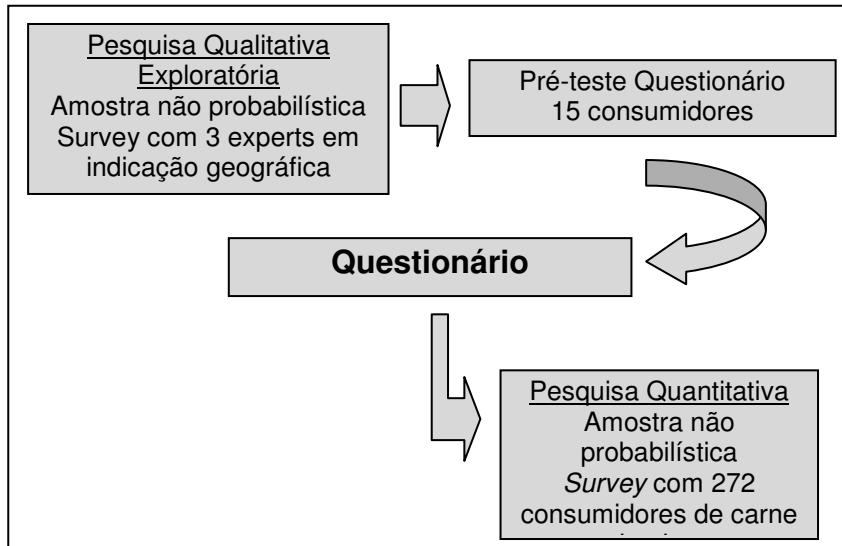 Pesquisa Qualitativa
Exploratória
Amostra não probabilística
Survey com 3 experts em
indicação geográfica
Pré-teste Questionário
15 consumidores
Questionário
Pesquisa Quantitativa
Amostra não
probabilística
Survey com 272
consumidores de carne